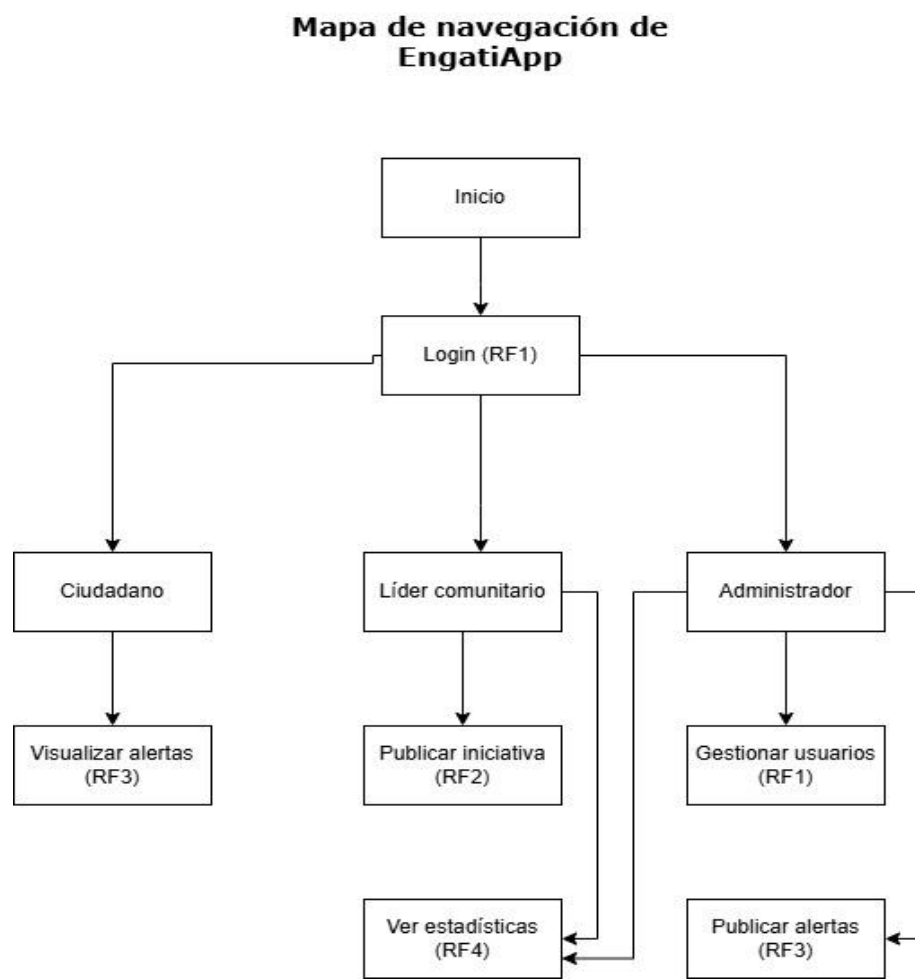 Mapa de navegación de
EngatiApp
Inicio
Login (RF1)
Ciudadano
Líder comunitario
Administrador
Visualizar alertas
(RF3)
Publicar iniciativa
(RF2)
Gestionar usuarios
(RF1)
Ver estadísticas
(RF4)
Publicar alertas
(RF3)